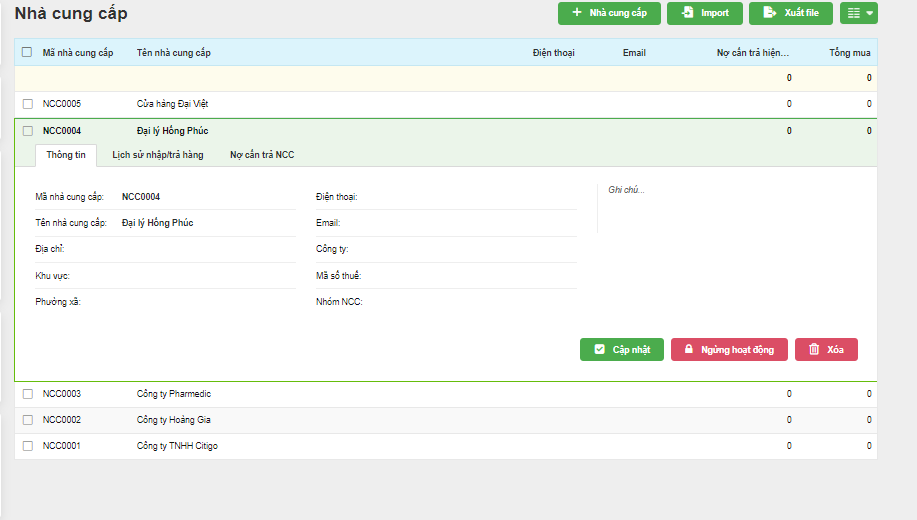 Nhà cung cấp
Nhà cung cấp Import Xuất file
Mã nhà cung cấp Tên nhà cung cấp Điện thoại Email Nợ cần trả hiện... Tổng mua
0 0
NCC0005 Cửa hàng Đại Việt 0 0
NCC0004 Đại lý Hồng Phúc 0 0
Thông tin Lịch sử nhập/trả hàng Nợ cần trả NCC
Mã nhà cung cấp: NCC0004 Điện thoại: Ghi chú...
Tên nhà cung cấp: Đại lý Hồng Phúc Email:
Địa chỉ: Công ty:
Khu vực: Mã số thuế:
Phường xã: Nhóm NCC:
Cập nhật Ngừng hoạt động Xóa
NCC0003 Công ty Pharmedic 0 0
NCC0002 Công ty Hoàng Gia 0 0
NCC0001 Công ty TNHH Citigo 0 0